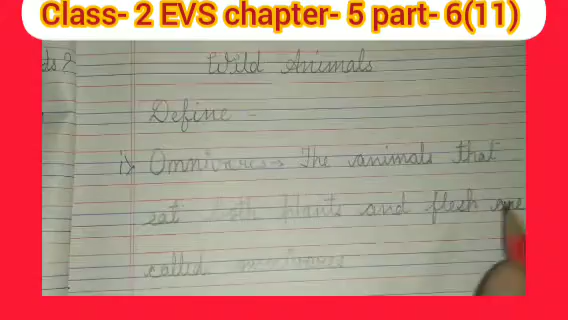 Class- 2 EVS chapter- 5 part- 6(11)
Wild Animals
Define -
i) Omnivores → The animals that
eat both plants and flesh are
called omnivores